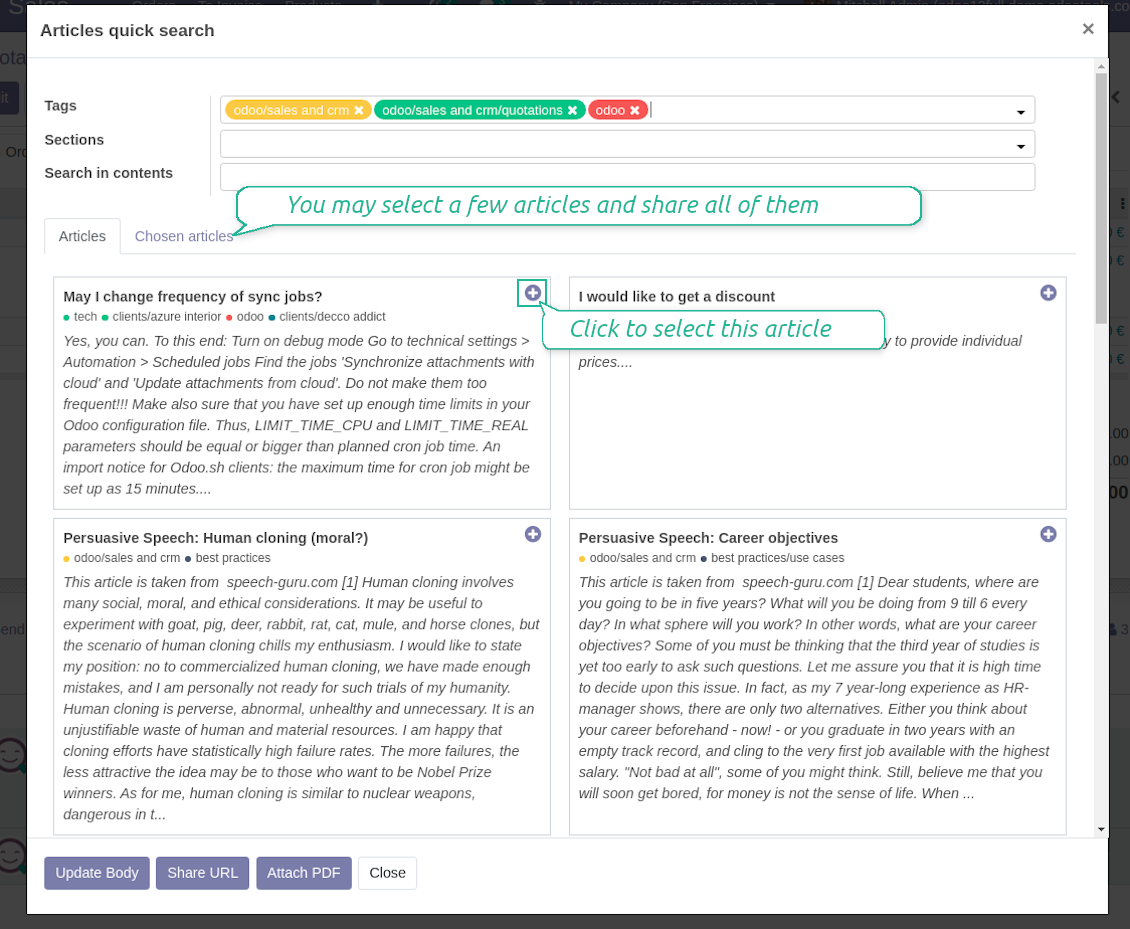 Articles quick search
Tags
odoo/sales and crm odoo/sales and crm/quotations odoo
Sections
Search in contents
You may select a few articles and share all of them
Articles Chosen articles
May I change frequency of sync jobs?
tech clients/azure interior odoo clients/decco addict
Yes, you can. To this end: Turn on debug mode Go to technical settings >
Automation > Scheduled jobs Find the jobs 'Synchronize attachments with
cloud' and 'Update attachments from cloud'. Do not make them too
frequent!!! Make also sure that you have set up enough time limits in your
Odoo configuration file. Thus, LIMIT_TIME_CPU and LIMIT_TIME_REAL
parameters should be equal or bigger than planned cron job time. An
import notice for Odoo.sh clients: the maximum time for cron job might be
set up as 15 minutes....
I would like to get a discount
Click to select this article
to provide individual
prices....
Persuasive Speech: Human cloning (moral?)
odoo/sales and crm best practices
This article is taken from speech-guru.com [1] Human cloning involves
many social, moral, and ethical considerations. It may be useful to
experiment with goat, pig, deer, rabbit, rat, cat, mule, and horse clones, but
the scenario of human cloning chills my enthusiasm. I would like to state
my position: no to commercialized human cloning, we have made enough
mistakes, and I am personally not ready for such trials of my humanity.
Human cloning is perverse, abnormal, unhealthy and unnecessary. It is an
unjustifiable waste of human and material resources. I am happy that
cloning efforts have statistically high failure rates. The more failures, the
less attractive the idea may be to those who want to be Nobel Prize
winners. As for me, human cloning is similar to nuclear weapons,
dangerous in t...
Persuasive Speech: Career objectives
odoo/sales and crm best practices/use cases
This article is taken from speech-guru.com [1] Dear students, where are
you going to be in five years? What will you be doing from 9 till 6 every
day? In what sphere will you work? In other words, what are your career
objectives? Some of you must be thinking that the third year of studies is
yet too early to ask such questions. Let me assure you that it is high time
to decide upon this issue. In fact, as my 7 year-long experience as HR-
manager shows, there are only two alternatives. Either you think about
your career beforehand - now! - or you graduate in two years with an
empty track record, and cling to the very first job available with the highest
salary. "Not bad at all", some of you might think. Still, believe me that you
will soon get bored, for money is not the sense of life. When ...
Update Body Share URL Attach PDF Close